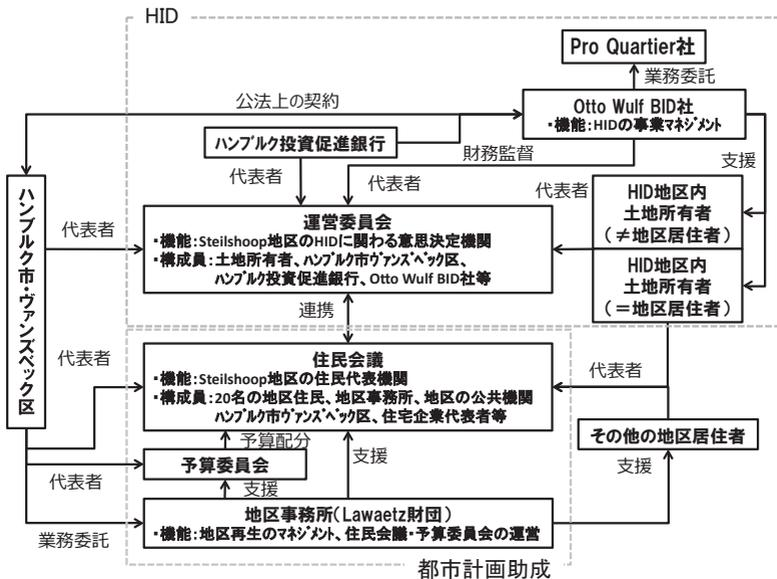 HID
Pro Quartier社
業務委託
公法上の契約
Otto Wulf BID社
・機能：HIDの事業マネジメント
ハンブルク投資促進銀行
財務監督
支援
代表者
代表者
代表者
HID地区内
土地所有者
（≠地区居住者）
HID地区内
土地所有者
（＝地区居住者）
ハンブルク市・ヴァンズベック区
代表者
運営委員会
・機能：Steilshoop地区のHIDに関わる意思決定機関
・構成員：土地所有者、ハンブルク市ヴァンズベック区、
ハンブルク投資促進銀行、Otto Wulf BID社等
連携
代表者
住民会議
・機能：Steilshoop地区の住民代表機関
・構成員：20名の地区住民、地区事務所、地区の公共機関
ハンブルク市ヴァンズベック区、住宅企業代表者等
代表者
予算配分
その他の地区居住者
予算委員会
支援
支援
代表者
支援
地区事務所（Lawaetz財団）
・機能：地区再生のマネジメント、住民会議・予算委員会の運営
業務委託
都市計画助成